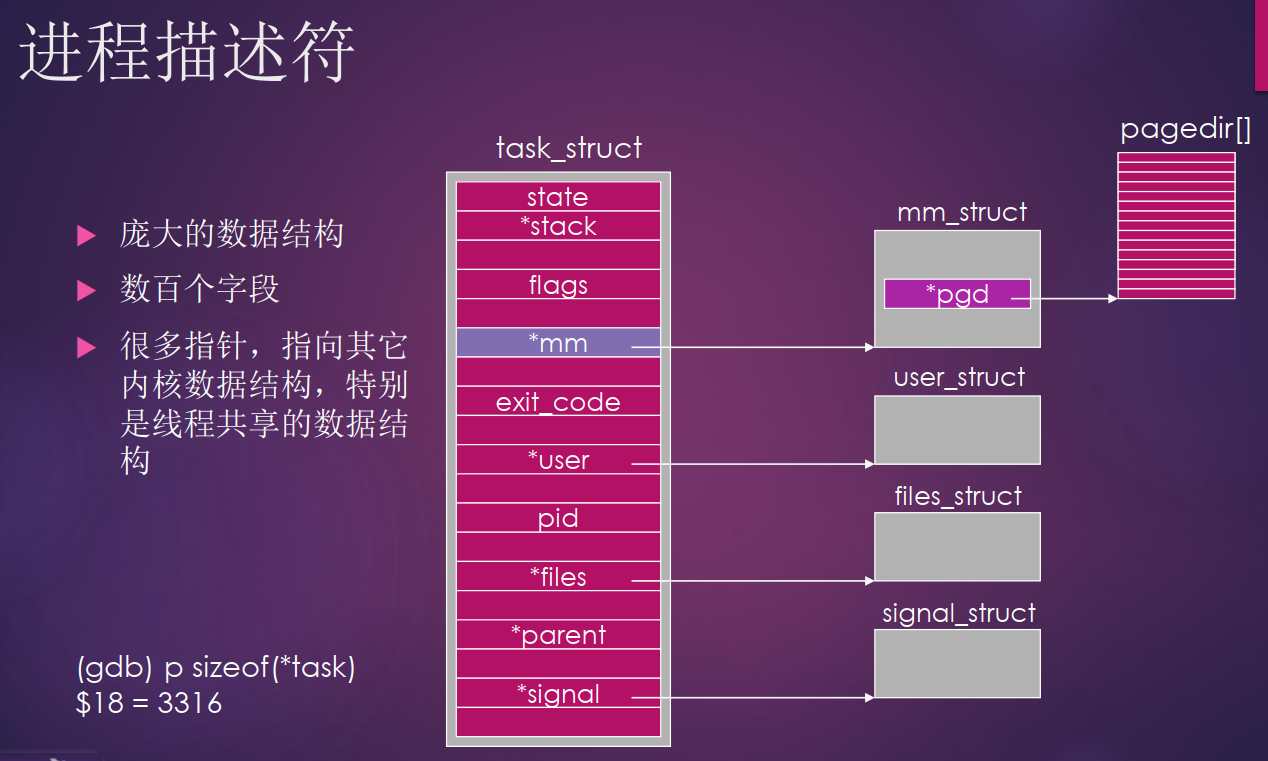 进程描述符
庞大的数据结构
数百个字段
很多指针，指向其它
内核数据结构，特别
是线程共享的数据结
构
(gdb) p sizeof(*task)
$18 = 3316
task_struct
state
*stack
flags
*mm
exit_code
*user
pid
*files
*parent
*signal
mm_struct
*pgd
user_struct
files_struct
signal_struct
pagedir[]